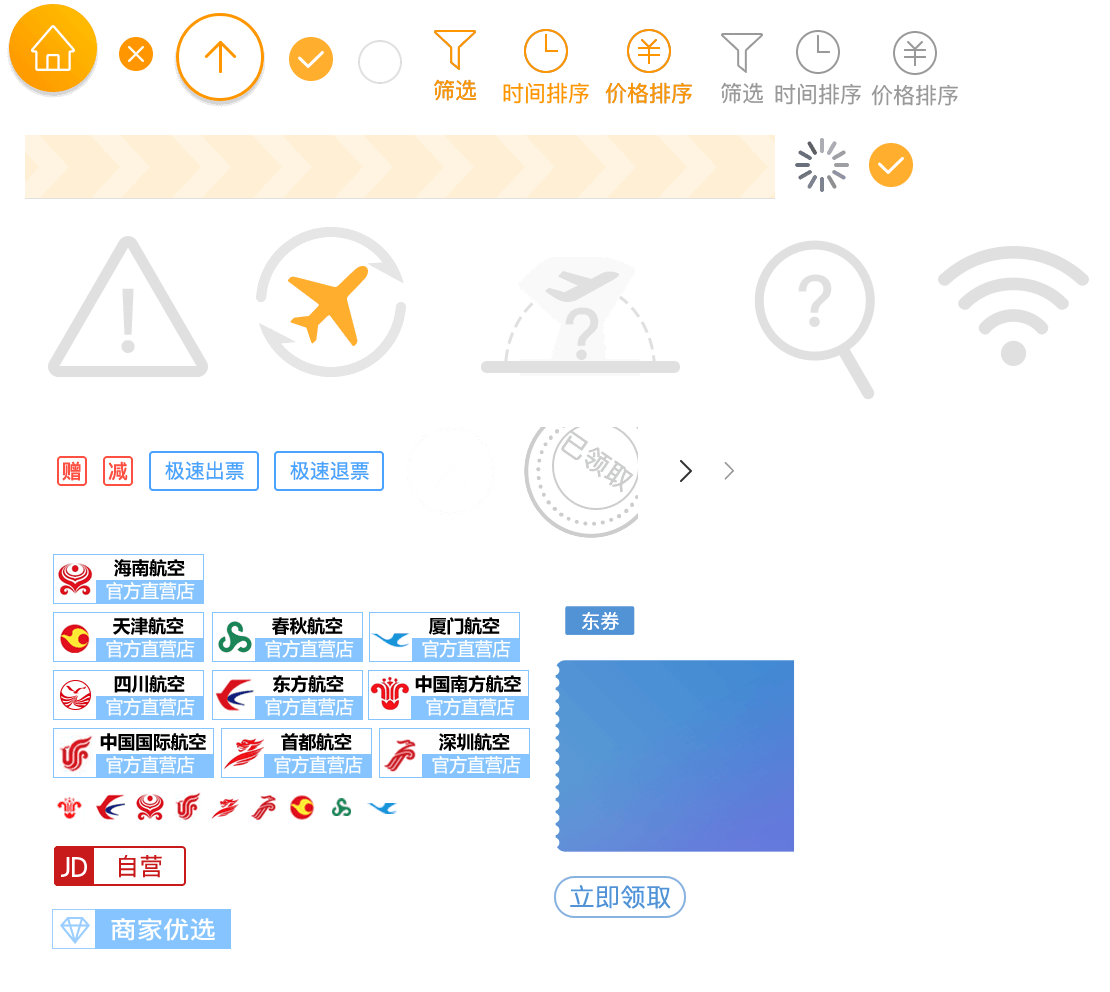 筛选
时间排序
价格排序
筛选
时间排序
价格排序
!
?
?
赠
减
极速出票
极速退票
已领取
海南航空
官方直营店
天津航空
官方直营店
春秋航空
官方直营店
厦门航空
官方直营店
东券
四川航空
官方直营店
东方航空
官方直营店
中国南方航空
官方直营店
中国国际航空
官方直营店
首都航空
官方直营店
深圳航空
官方直营店
JD 自营
立即领取
商家优选